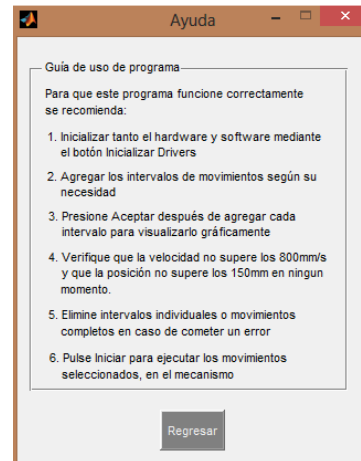 Ayuda
Guía de uso de programa
Para que este programa funcione correctamente
se recomienda:
1. Inicializar tanto el hardware y software mediante
el botón Inicializar Drivers
2. Agregar los intervalos de movimientos según su
necesidad
3. Presione Aceptar después de agregar cada
intervalo para visualizarlo gráficamente
4. Verifique que la velocidad no supere los 800mm/s
y que la posición no supere los 150mm en ningun
momento.
5. Elimine intervalos individuales o movimientos
completos en caso de cometer un error
6. Pulse Iniciar para ejecutar los movimientos
seleccionados, en el mecanismo
Regresar